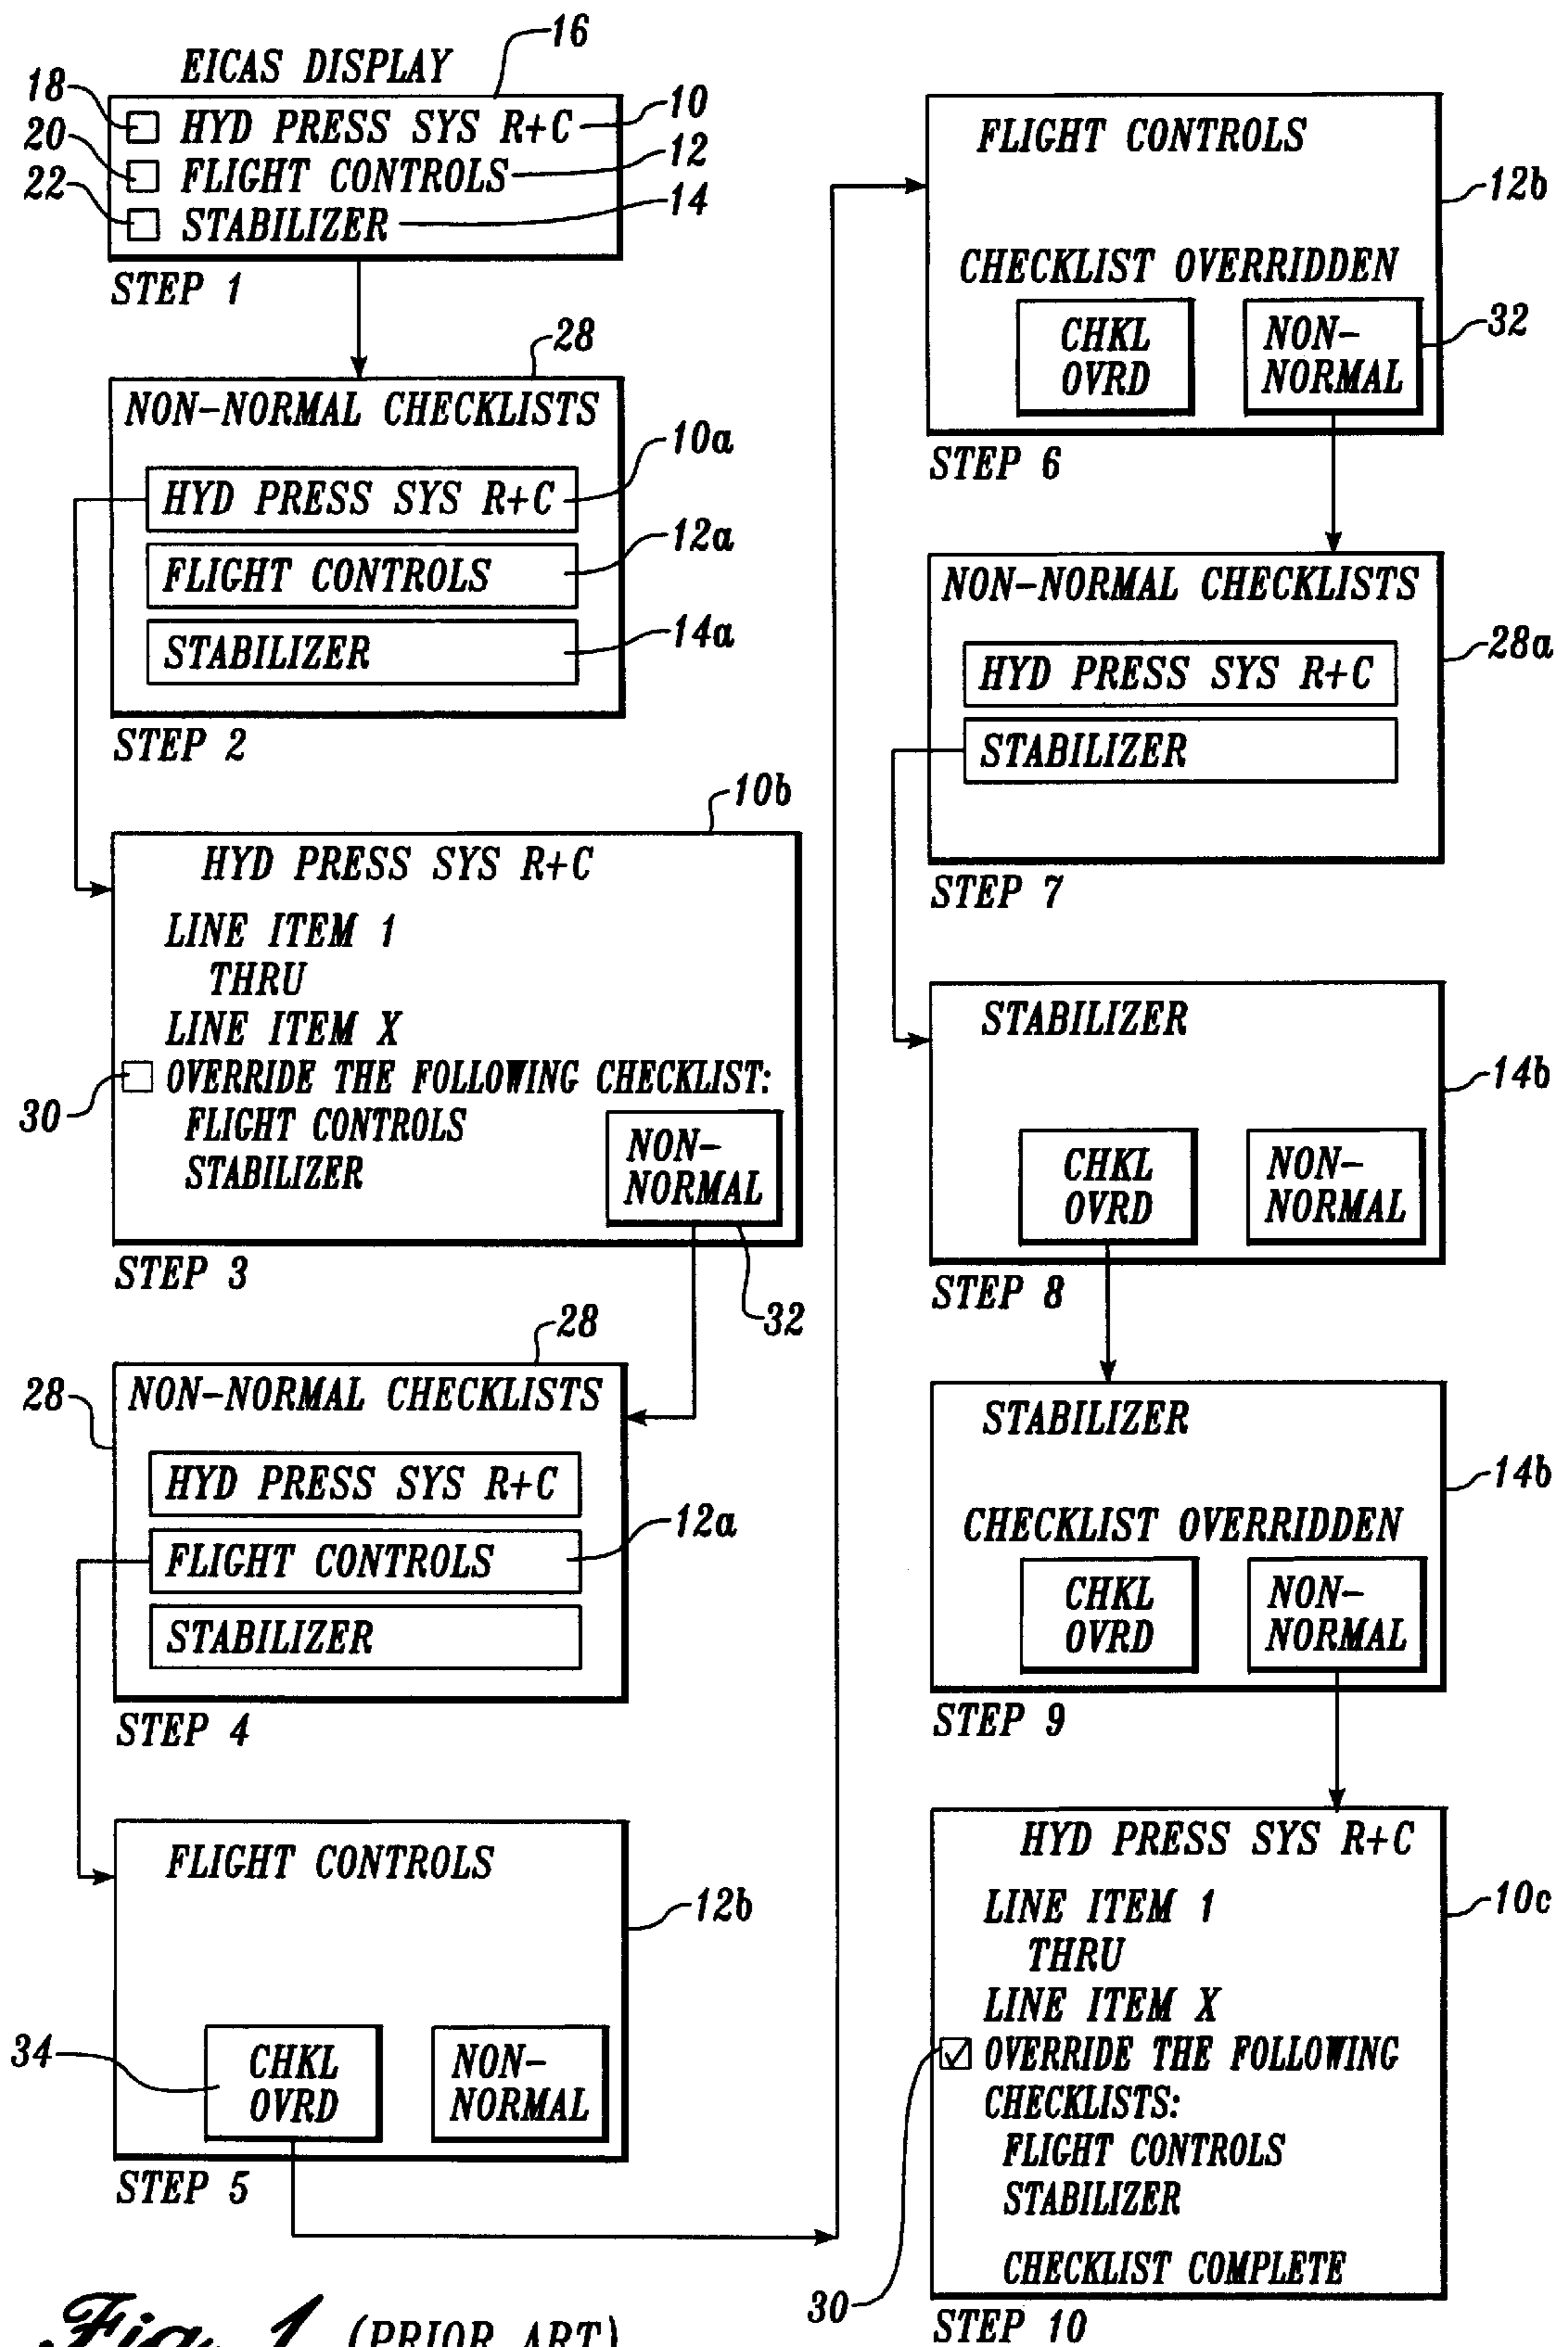 EICAS DISPLAY
16
18
HYD PRESS SYS R+C
10
20
FLIGHT CONTROLS
12
22
STABILIZER
14
STEP 1
28
NON-NORMAL CHECKLISTS
10a
HYD PRESS SYS R+C
12a
FLIGHT CONTROLS
14a
STABILIZER
STEP 2
10b
HYD PRESS SYS R+C
LINE ITEM 1
THRU
LINE ITEM X
30
OVERRIDE THE FOLLOWING CHECKLIST:
FLIGHT CONTROLS
STABILIZER
NON-
NORMAL
STEP 3
32
28
28
NON-NORMAL CHECKLISTS
HYD PRESS SYS R+C
12a
FLIGHT CONTROLS
STABILIZER
STEP 4
FLIGHT CONTROLS
12b
34
CHKL
OVRD
NON-
NORMAL
STEP 5
FLIGHT CONTROLS
12b
CHECKLIST OVERRIDDEN
CHKL
OVRD
NON-
NORMAL
32
STEP 6
NON-NORMAL CHECKLISTS
28a
HYD PRESS SYS R+C
STABILIZER
STEP 7
STABILIZER
14b
CHKL
OVRD
NON-
NORMAL
STEP 8
STABILIZER
14b
CHECKLIST OVERRIDDEN
CHKL
OVRD
NON-
NORMAL
STEP 9
HYD PRESS SYS R+C
10c
LINE ITEM 1
THRU
LINE ITEM X
OVERRIDE THE FOLLOWING
CHECKLISTS:
FLIGHT CONTROLS
STABILIZER
CHECKLIST COMPLETE
30
STEP 10
Fig. 1 (PRIOR ART)